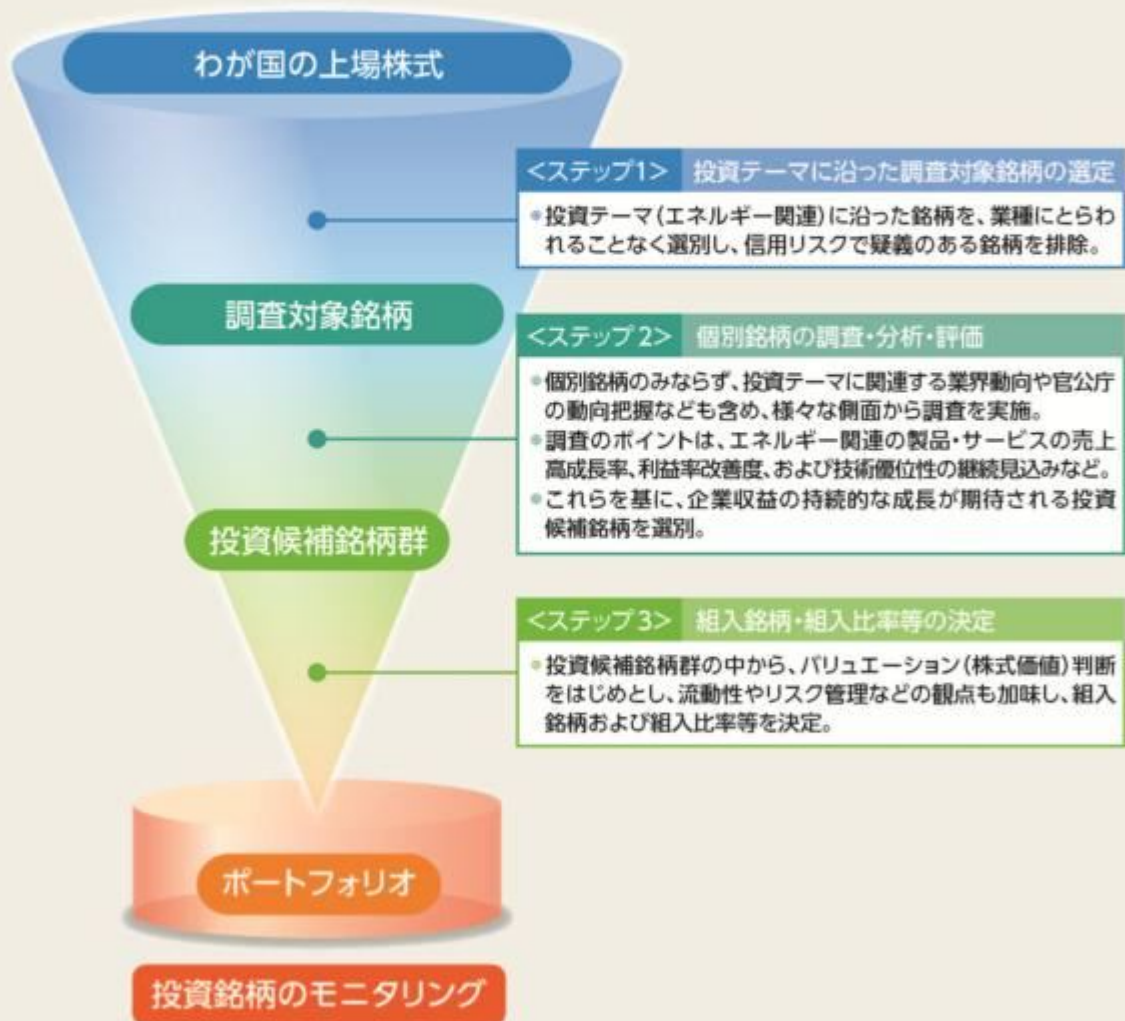 わが国の上場株式
<ステップ1> 投資テーマに沿った調査対象銘柄の選定
●投資テーマ(エネルギー関連)に沿った銘柄を、業種にとらわ
れることなく選別し、信用リスクで疑義のある銘柄を排除。
調査対象銘柄
<ステップ2> 個別銘柄の調査・分析・評価
●個別銘柄のみならず、投資テーマに関連する業界動向や官公庁
の動向把握なども含め、様々な側面から調査を実施。
●調査のポイントは、エネルギー関連の製品・サービスの売上
高成長率、利益率改善度、および技術優位性の継続見込みなど。
●これらを基に、企業収益の持続的な成長が期待される投資
候補銘柄を選別。
投資候補銘柄群
<ステップ3> 組入銘柄・組入比率等の決定
●投資候補銘柄群の中から、バリュエーション(株式価値)判断
をはじめとし、流動性やリスク管理などの観点も加味し、組入
銘柄および組入比率等を決定。
ポートフォリオ
投資銘柄のモニタリング